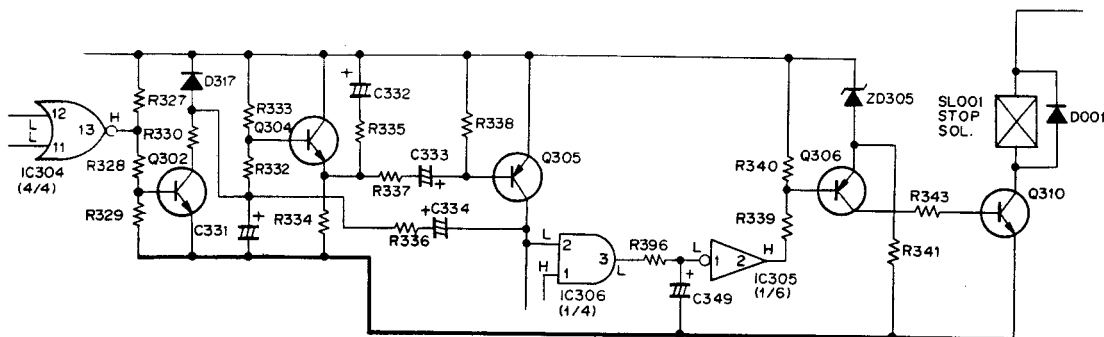 12
11
L
L
13
H
IC304
(4/4)
R327
R330
R328
Q302
R329
D317
C331
R333
Q304
R332
R334
+
C332
R335
R337
C333
+
R336
+
C334
+
R338
Q305
L
2
H
1
3
L
IC306
(1/4)
R396
+
C349
L
1
2
H
IC305
(1/6)
R340
R339
Q306
ZD305
R341
R343
SL001
STOP
SOL.
D001
Q310